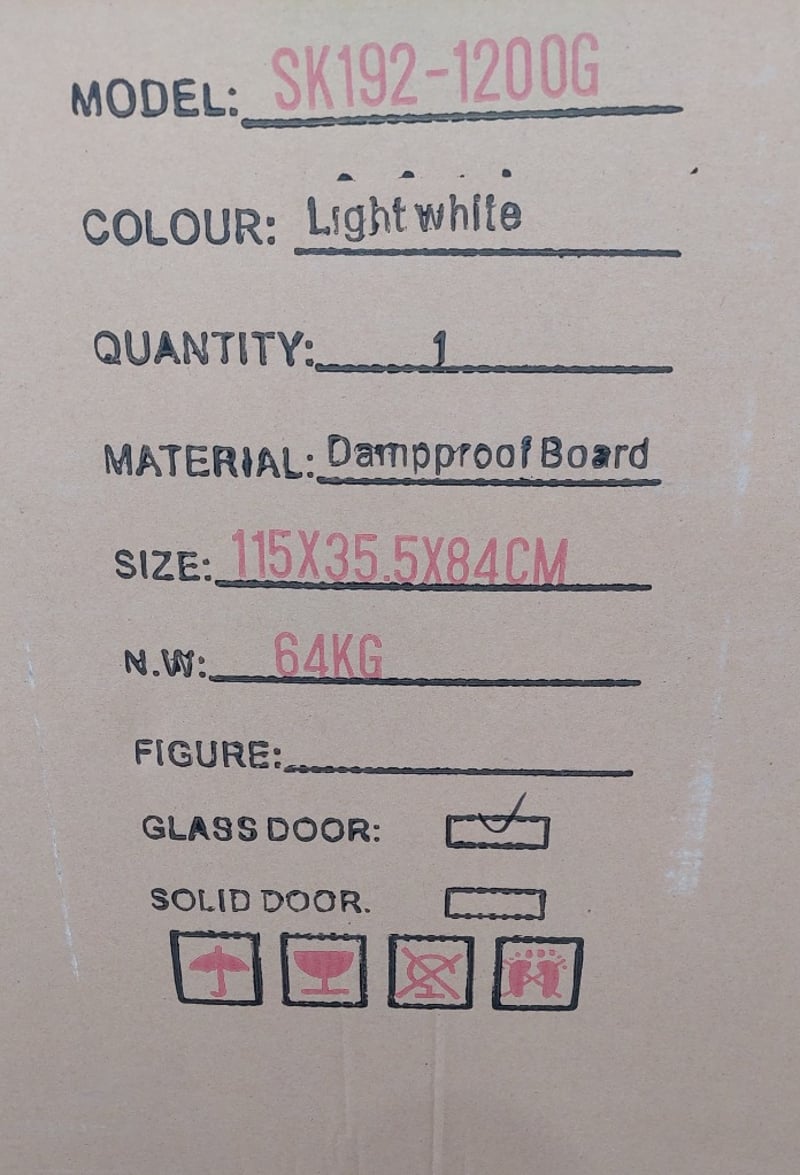 MODEL: SK192-1200G
COLOUR: Light white
QUANTITY: 1
MATERIAL: Dampproof Board
SIZE: 115X35.5X84CM
N.W: 64KG
FIGURE:
GLASS DOOR:
SOLID DOOR.